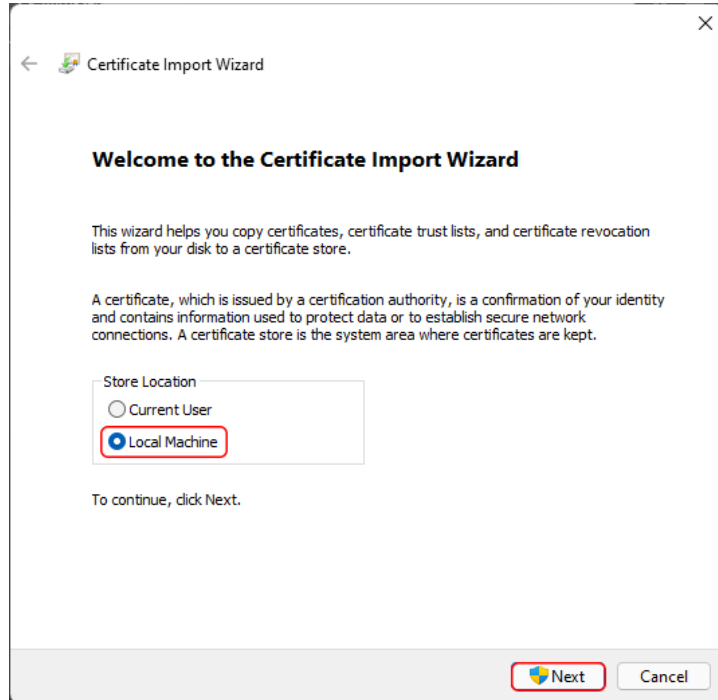 Certificate Import Wizard
Welcome to the Certificate Import Wizard
This wizard helps you copy certificates, certificate trust lists, and certificate revocation
lists from your disk to a certificate store.
A certificate, which is issued by a certification authority, is a confirmation of your identity
and contains information used to protect data or to establish secure network
connections. A certificate store is the system area where certificates are kept.
Store Location
Current User
Local Machine
To continue, click Next.
Next
Cancel